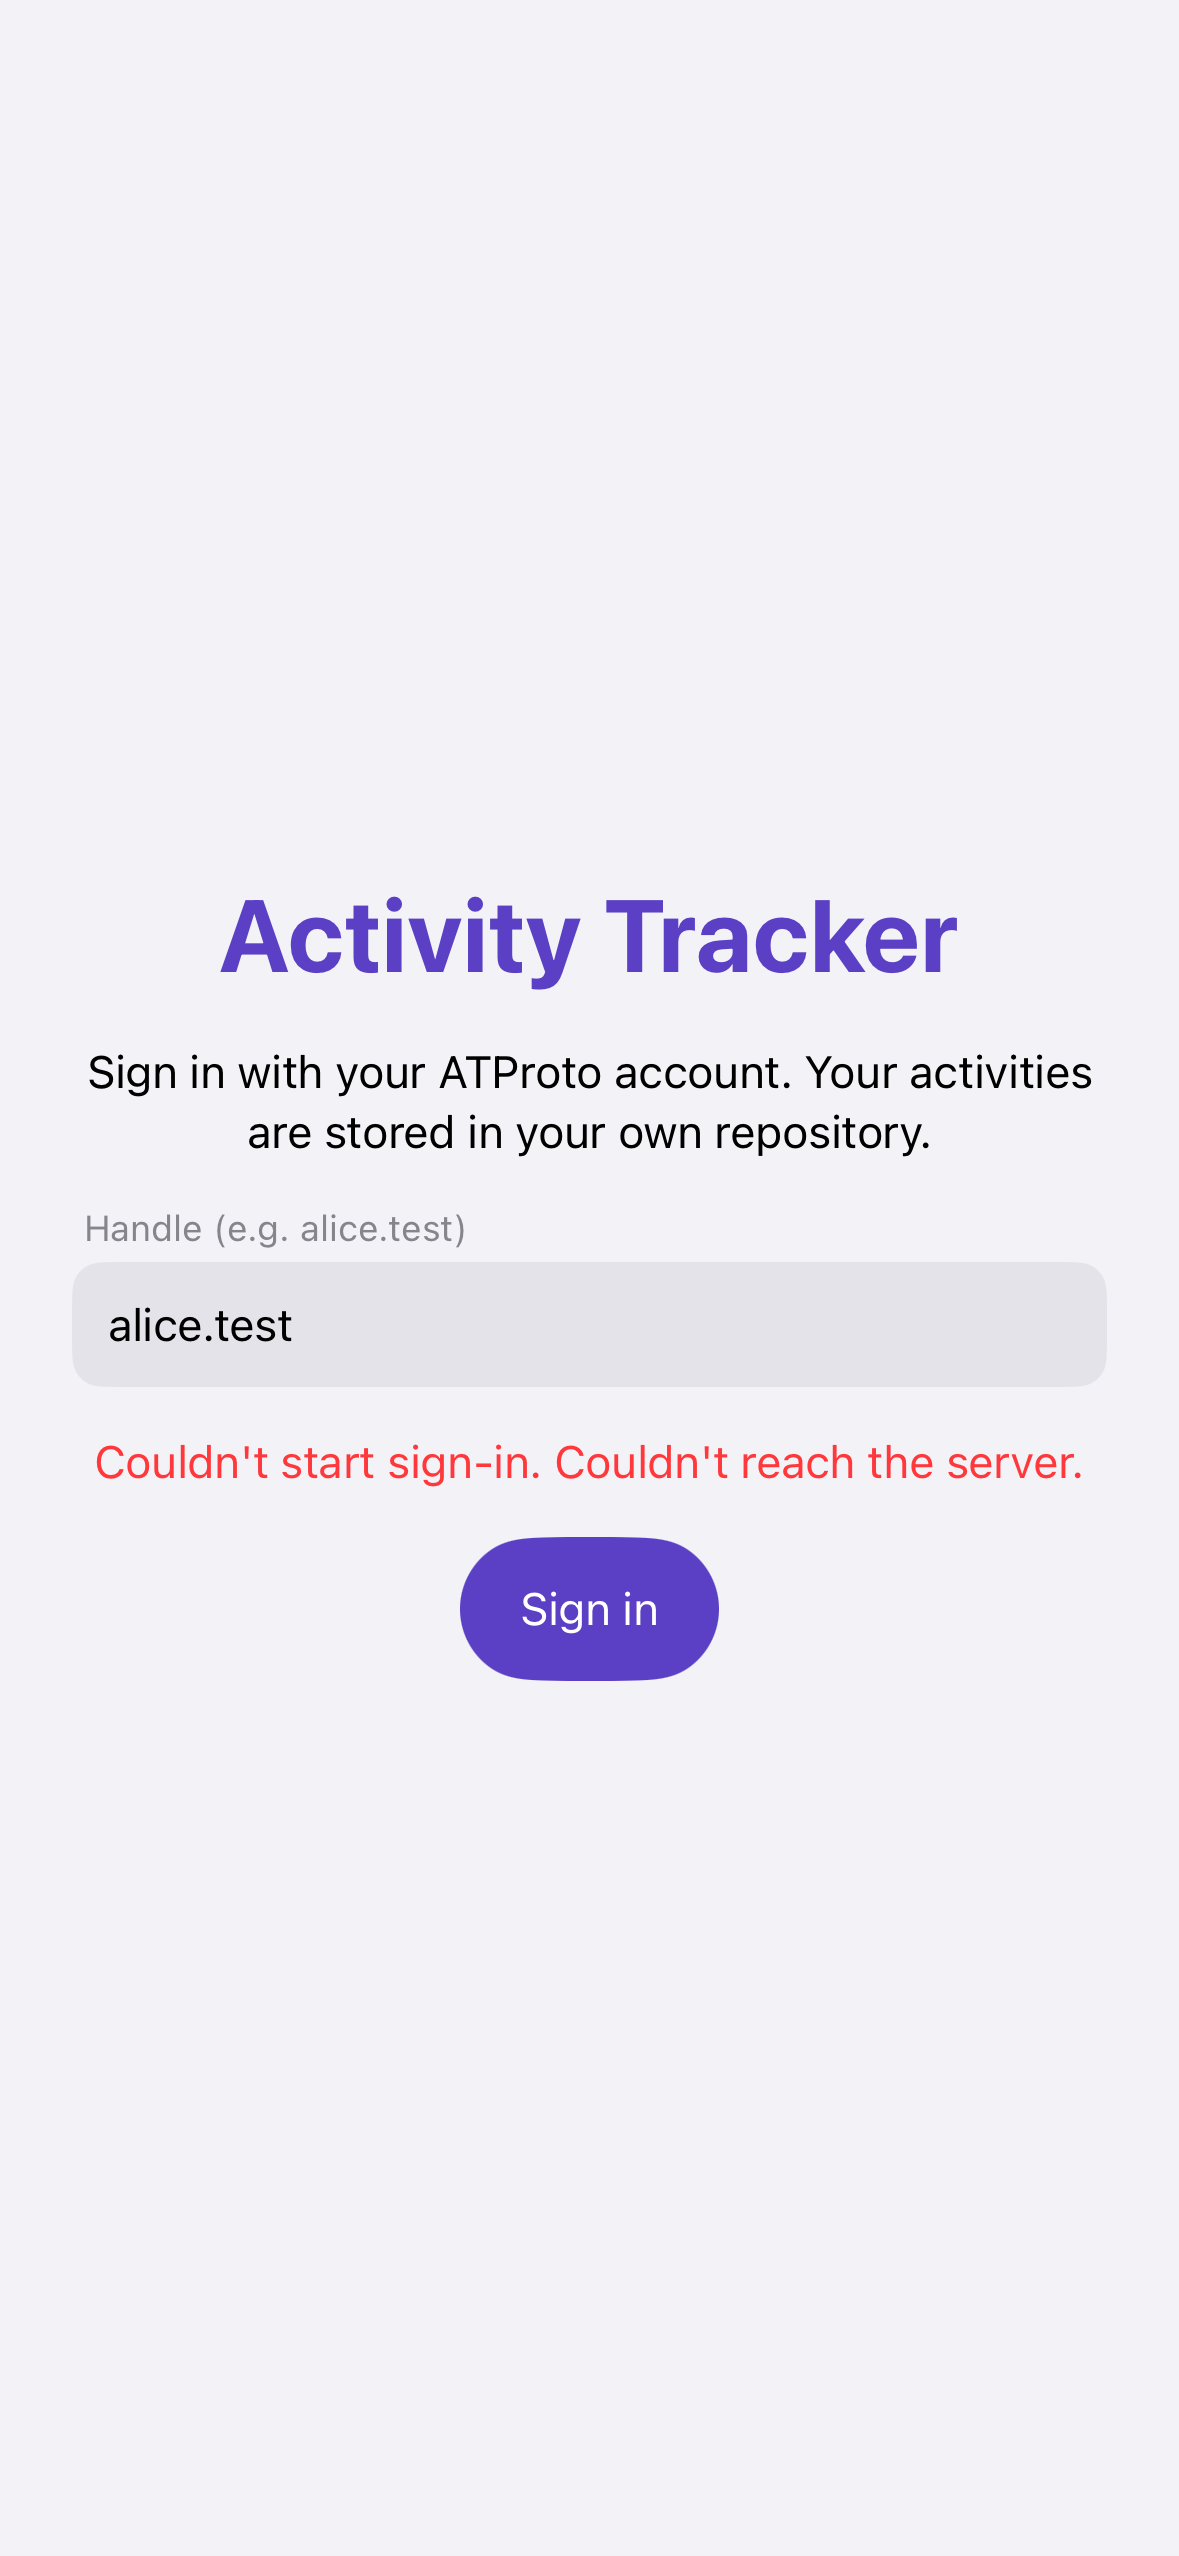 Activity Tracker
Sign in with your ATProto account. Your activities
are stored in your own repository.
Handle (e.g. alice.test)
alice.test
Couldn't start sign-in. Couldn't reach the server.
Sign in